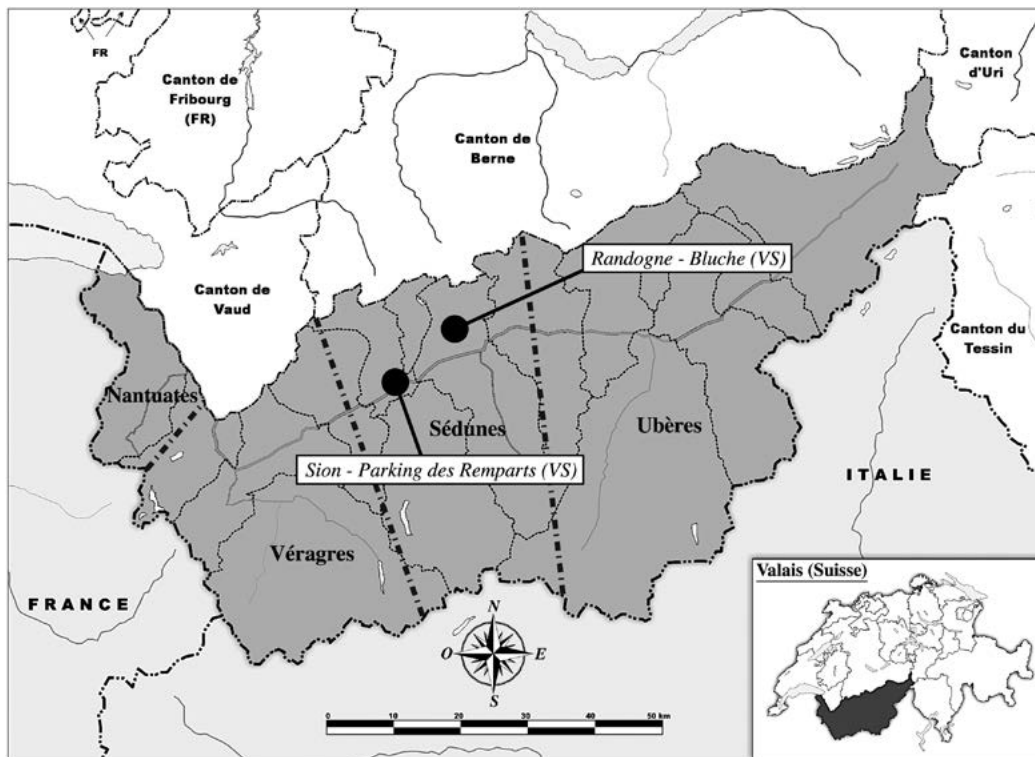 FR
Canton de
Fribourg
(FR)
Canton
d'Uri
Canton de
Berne
Randogne - Bluche (VS)
Canton de
Vaud
Canton du
Tessin
Nantuates
Sédunes
Ubères
Sion - Parking des Remparts (VS)
ITALIE
Véragres
FRANCE
Valais (Suisse)
N
O
E
S
0
10
20
30
40
50 km